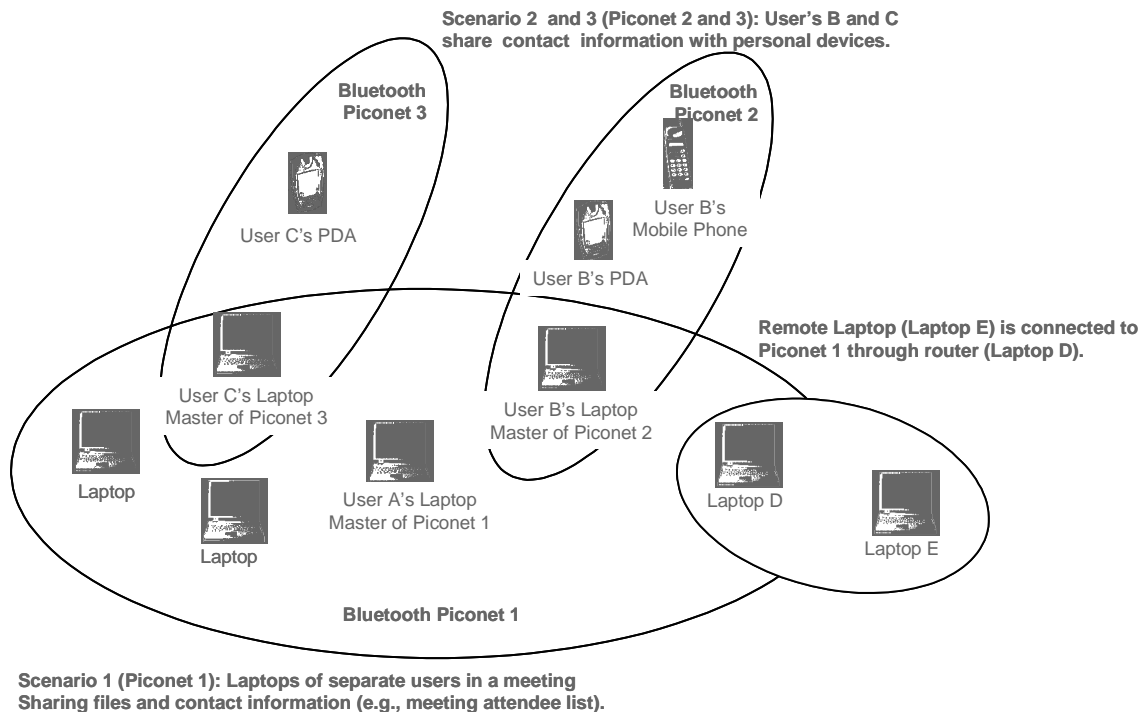 Scenario 2 and 3 (Piconet 2 and 3): User's B and C
share contact information with personal devices.
Bluetooth
Piconet 3
Bluetooth
Piconet 2
User C's PDA
User B's
Mobile Phone
User B's PDA
Remote Laptop (Laptop E) is connected to
Piconet 1 through router (Laptop D).
User C's Laptop
Master of Piconet 3
User B's Laptop
Master of Piconet 2
Laptop
User A's Laptop
Master of Piconet 1
Laptop D
Laptop
Laptop E
Bluetooth Piconet 1
Scenario 1 (Piconet 1): Laptops of separate users in a meeting
Sharing files and contact information (e.g., meeting attendee list).